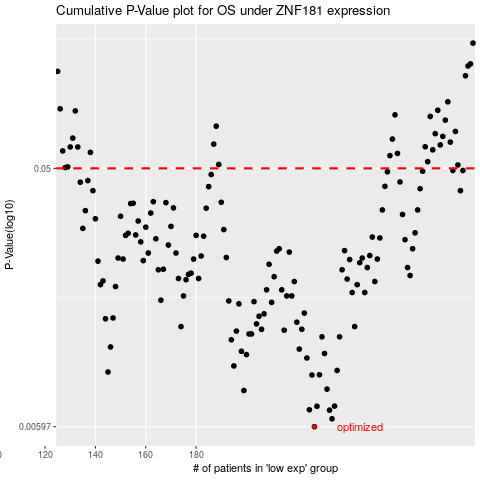 Cumulative P-Value plot for OS under ZNF181 expression
P-Value(log10)
0.05
0.00597
optimized
0 120 140 160 180
# of patients in 'low exp' group